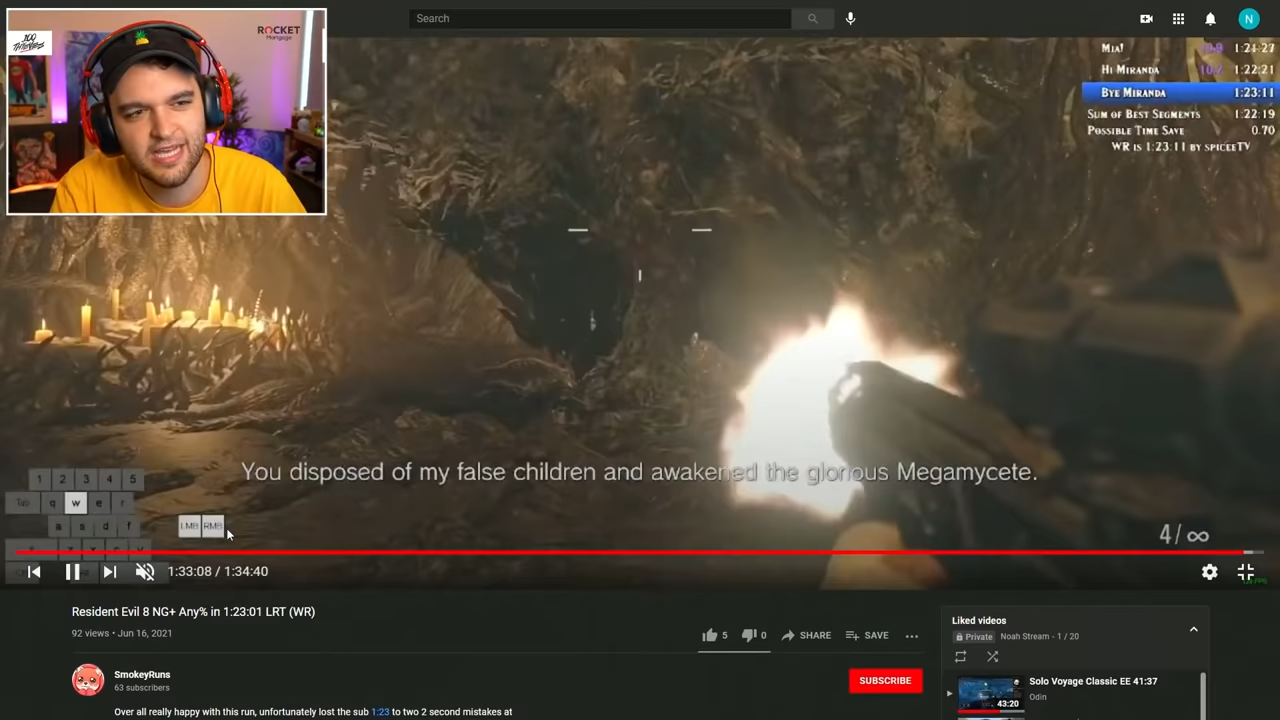 100
THIEVES
ROCKET
Mortgage
Search
N
Mia! 1:21:27
Hi Miranda 1:22:21
Bye Miranda 1:23:11
Sum of Best Segments 1:22:19
Possible Time Save 0.70
WR is 1:23:11 by spiceeTV
You disposed of my false children and awakened the glorious Megamycete.
1 2 3 4 5
Tab q w e r
a s d f
LMB RMB
4/∞
1:33:08 / 1:34:40
Resident Evil 8 NG+ Any% in 1:23:01 LRT (WR)
92 views • Jun 16, 2021
5 0 SHARE SAVE
SmokeyRuns
63 subscribers
SUBSCRIBE
Over all really happy with this run, unfortunately lost the sub 1:23 to two 2 second mistakes at
Liked videos
Private Noah Stream - 1 / 20
Solo Voyage Classic EE 41:37
Odin
43:20